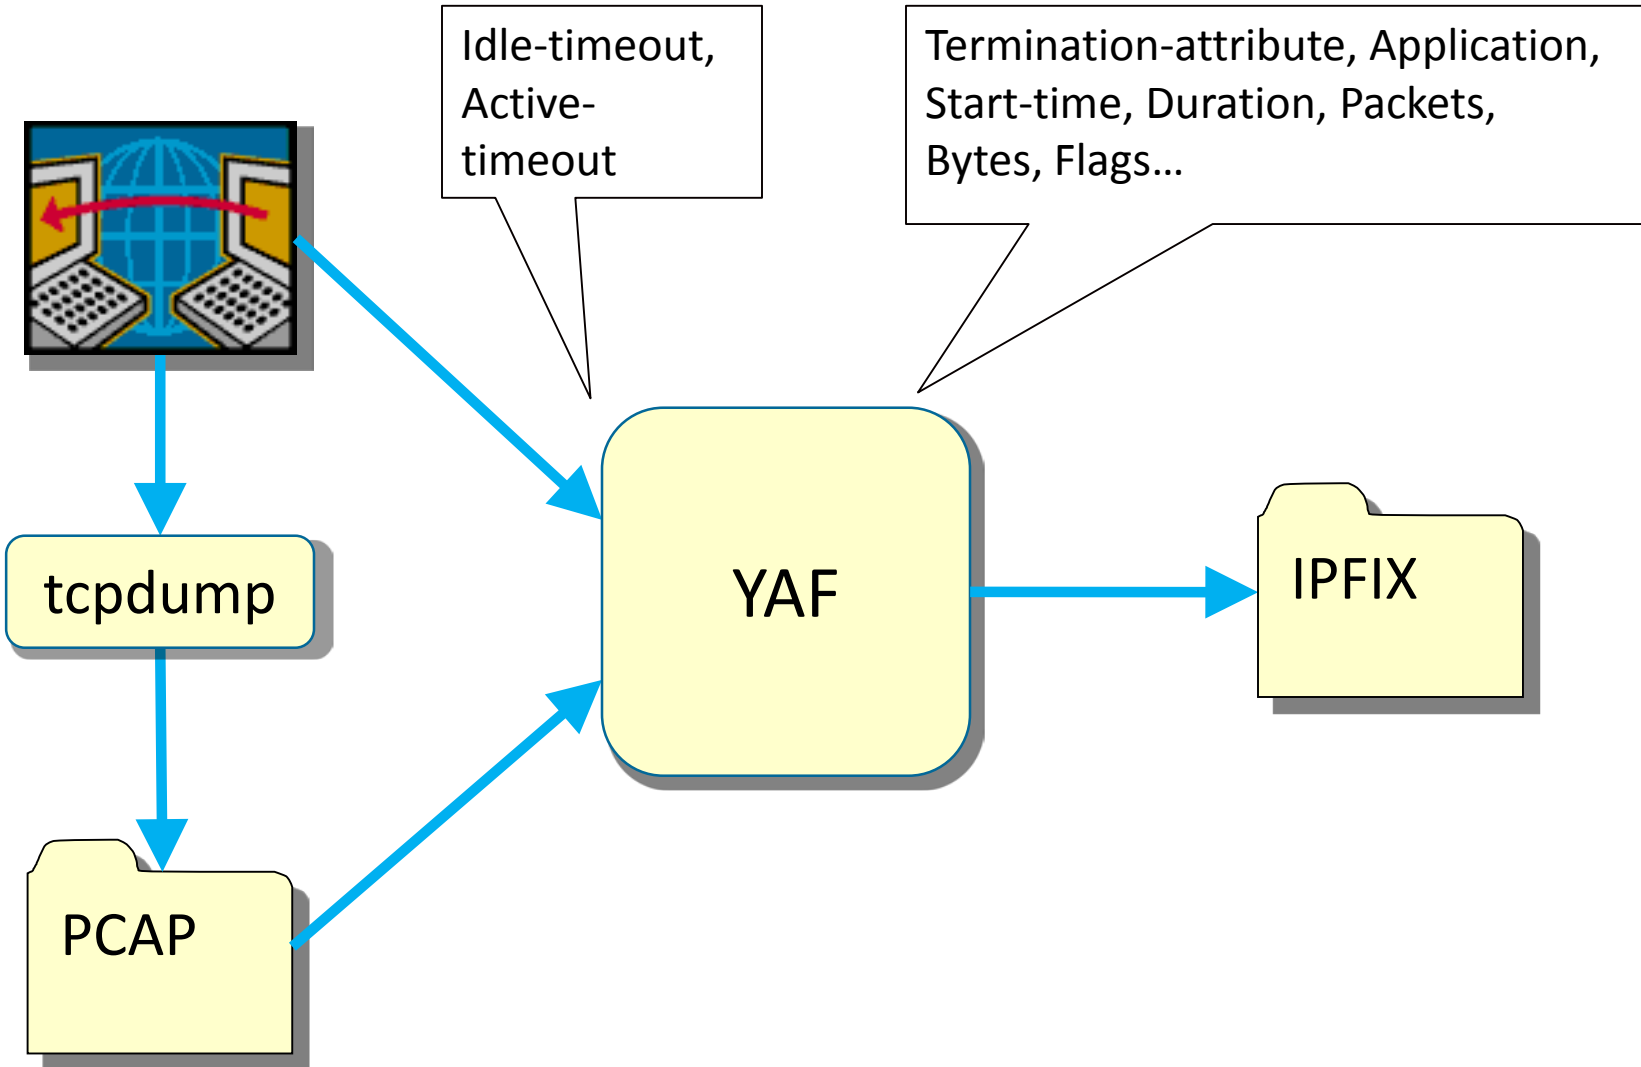 Idle-timeout,
Active-
timeout
Termination-attribute, Application,
Start-time, Duration, Packets,
Bytes, Flags…
tcpdump
YAF
IPFIX
PCAP